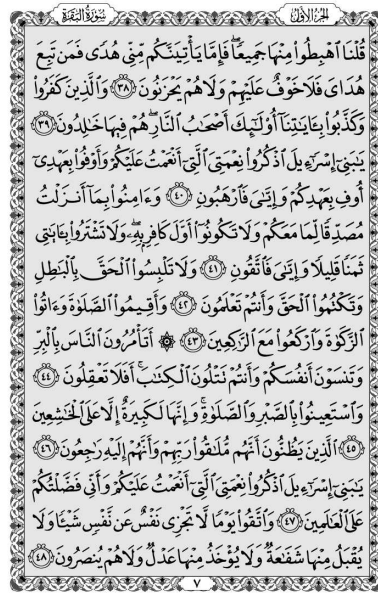 سُورَةُ البَقَرَةِ الجُزْءُ الأَوَّلُ
قُلْنَا ٱهْبِطُوا۟ مِنْهَا جَمِيعًۭا ۖ فَإِمَّا يَأْتِيَنَّكُم مِّنِّى هُدًۭى فَمَن تَبِعَ
هُدَاىَ فَلَا خَوْفٌ عَلَيْهِمْ وَلَا هُمْ يَحْزَنُونَ ﴿٣٨﴾ وَٱلَّذِينَ كَفَرُوا۟
وَكَذَّبُوا۟ بِـَٔايَـٰتِنَآ أُو۟لَـٰٓئِكَ أَصْحَـٰبُ ٱلنَّارِ ۖ هُمْ فِيهَا خَـٰلِدُونَ ﴿٣٩﴾
يَـٰبَنِىٓ إِسْرَٰٓءِيلَ ٱذْكُرُوا۟ نِعْمَتِىَ ٱلَّتِىٓ أَنْعَمْتُ عَلَيْكُمْ وَأَوْفُوا۟ بِعَهْدِىٓ
أُوفِ بِعَهْدِكُمْ وَإِيَّـٰىَ فَٱرْهَبُونِ ﴿٤٠﴾ وَءَامِنُوا۟ بِمَآ أَنزَلْتُ
مُصَدِّقًۭا لِّمَا مَعَكُمْ وَلَا تَكُونُوٓا۟ أَوَّلَ كَافِرٍۭ بِهِۦ ۖ وَلَا تَشْتَرُوا۟ بِـَٔايَـٰتِى
ثَمَنًۭا قَلِيلًۭا وَإِيَّـٰىَ فَٱتَّقُونِ ﴿٤١﴾ وَلَا تَلْبِسُوا۟ ٱلْحَقَّ بِٱلْبَـٰطِلِ
وَتَكْتُمُوا۟ ٱلْحَقَّ وَأَنتُمْ تَعْلَمُونَ ﴿٤٢﴾ وَأَقِيمُوا۟ ٱلصَّلَوٰةَ وَءَاتُوا۟
ٱلزَّكَوٰةَ وَٱرْكَعُوا۟ مَعَ ٱلرَّٰكِعِينَ ﴿٤٣﴾ ۞ أَتَأْمُرُونَ ٱلنَّاسَ بِٱلْبِرِّ
وَتَنسَوْنَ أَنفُسَكُمْ وَأَنتُمْ تَتْلُونَ ٱلْكِتَـٰبَ ۚ أَفَلَا تَعْقِلُونَ ﴿٤٤﴾
وَٱسْتَعِينُوا۟ بِٱلصَّبْرِ وَٱلصَّلَوٰةِ ۚ وَإِنَّهَا لَكَبِيرَةٌ إِلَّا عَلَى ٱلْخَـٰشِعِينَ
﴿٤٥﴾ ٱلَّذِينَ يَظُنُّونَ أَنَّهُم مُّلَـٰقُوا۟ رَبِّهِمْ وَأَنَّهُمْ إِلَيْهِ رَٰجِعُونَ ﴿٤٦﴾
يَـٰبَنِىٓ إِسْرَٰٓءِيلَ ٱذْكُرُوا۟ نِعْمَتِىَ ٱلَّتِىٓ أَنْعَمْتُ عَلَيْكُمْ وَأَنِّى فَضَّلْتُكُمْ
عَلَى ٱلْعَـٰلَمِينَ ﴿٤٧﴾ وَٱتَّقُوا۟ يَوْمًۭا لَّا تَجْزِى نَفْسٌ عَن نَّفْسٍۢ شَيْـًۭٔا وَلَا
يُقْبَلُ مِنْهَا شَفَـٰعَةٌۭ وَلَا يُؤْخَذُ مِنْهَا عَدْلٌۭ وَلَا هُمْ يُنصَرُونَ ﴿٤٨﴾
٧